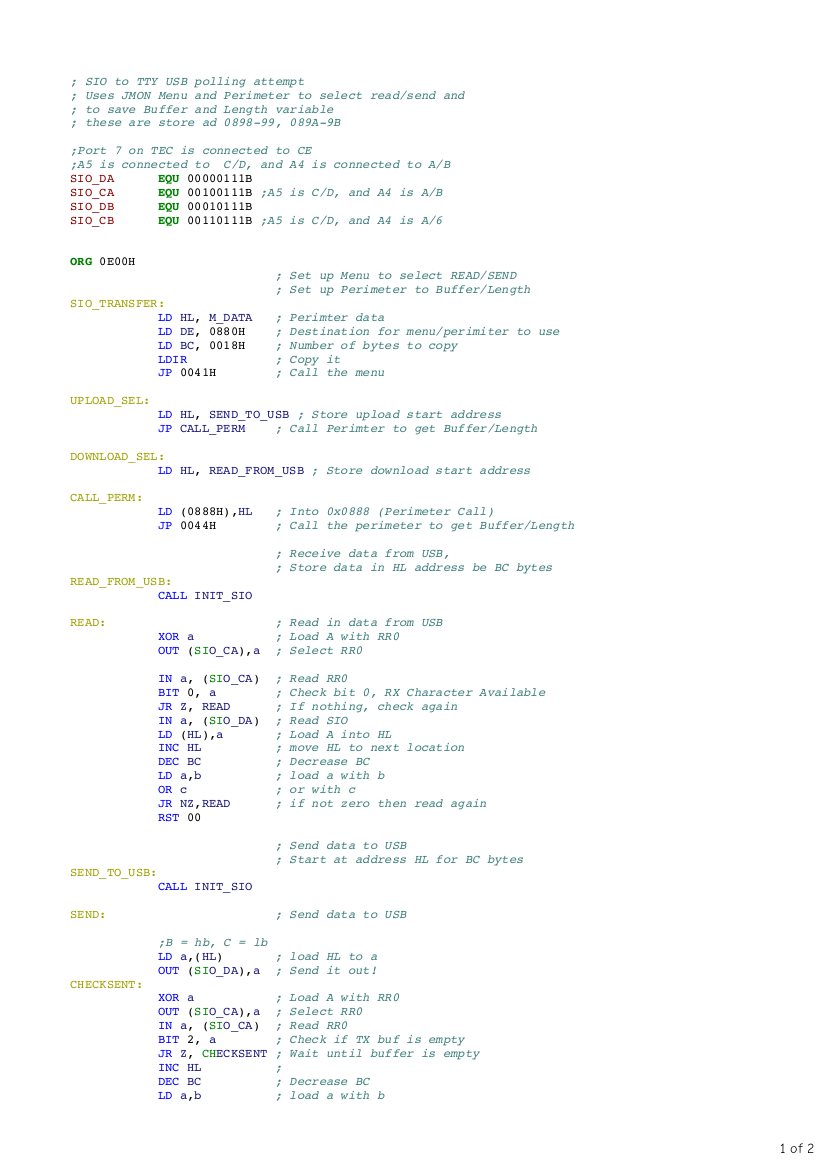 ; SIO to TTY USB polling attempt
; Uses JMON Menu and Perimeter to select read/send and
; to save Buffer and Length variable
; these are store ad 0898-99, 089A-9B
;Port 7 on TEC is connected to CE
;A5 is connected to  C/D, and A4 is connected to A/B
SIO_DA      EQU 00000111B
SIO_CA      EQU 00100111B ;A5 is C/D, and A4 is A/B
SIO_DB      EQU 00010111B
SIO_CB      EQU 00110111B ;A5 is C/D, and A4 is A/6
ORG 0E00H
; Set up Menu to select READ/SEND
; Set up Perimeter to Buffer/Length
SIO_TRANSFER:
LD HL, M_DATA   ; Perimter data
LD DE, 0880H    ; Destination for menu/perimiter to use
LD BC, 0018H    ; Number of bytes to copy
LDIR            ; Copy it
JP 0041H        ; Call the menu
UPLOAD_SEL:
LD HL, SEND_TO_USB ; Store upload start address
JP CALL_PERM    ; Call Perimter to get Buffer/Length
DOWNLOAD_SEL:
LD HL, READ_FROM_USB ; Store download start address
CALL_PERM:
LD (0888H),HL   ; Into 0x0888 (Perimeter Call)
JP 0044H        ; Call the perimeter to get Buffer/Length
; Receive data from USB,
; Store data in HL address be BC bytes
READ_FROM_USB:
CALL INIT_SIO
READ:                       ; Read in data from USB
XOR a           ; Load A with RR0
OUT (SIO_CA),a  ; Select RR0
IN a, (SIO_CA)  ; Read RR0
BIT 0, a        ; Check bit 0, RX Character Available
JR Z, READ      ; If nothing, check again
IN a, (SIO_DA)  ; Read SIO
LD (HL),a       ; Load A into HL
INC HL          ; move HL to next location
DEC BC          ; Decrease BC
LD a,b          ; load a with b
OR c            ; or with c
JR NZ,READ      ; if not zero then read again
RST 00
; Send data to USB
; Start at address HL for BC bytes
SEND_TO_USB:
CALL INIT_SIO
SEND:                       ; Send data to USB
;B = hb, C = lb
LD a,(HL)       ; load HL to a
OUT (SIO_DA),a  ; Send it out!
CHECKSENT:
XOR a           ; Load A with RR0
OUT (SIO_CA),a  ; Select RR0
IN a, (SIO_CA)  ; Read RR0
BIT 2, a        ; Check if TX buf is empty
JR Z, CHECKSENT ; Wait until buffer is empty
INC HL          ;
DEC BC          ; Decrease BC
LD a,b          ; load a with b
1 of 2